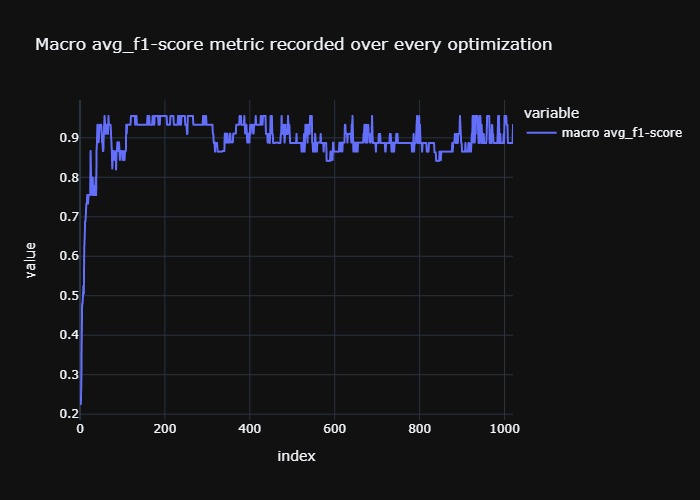 Macro avg_f1-score metric recorded over every optimization
variable
macro avg_f1-score
value
0.9
0.8
0.7
0.6
0.5
0.4
0.3
0.2
0 200 400 600 800 1000
index